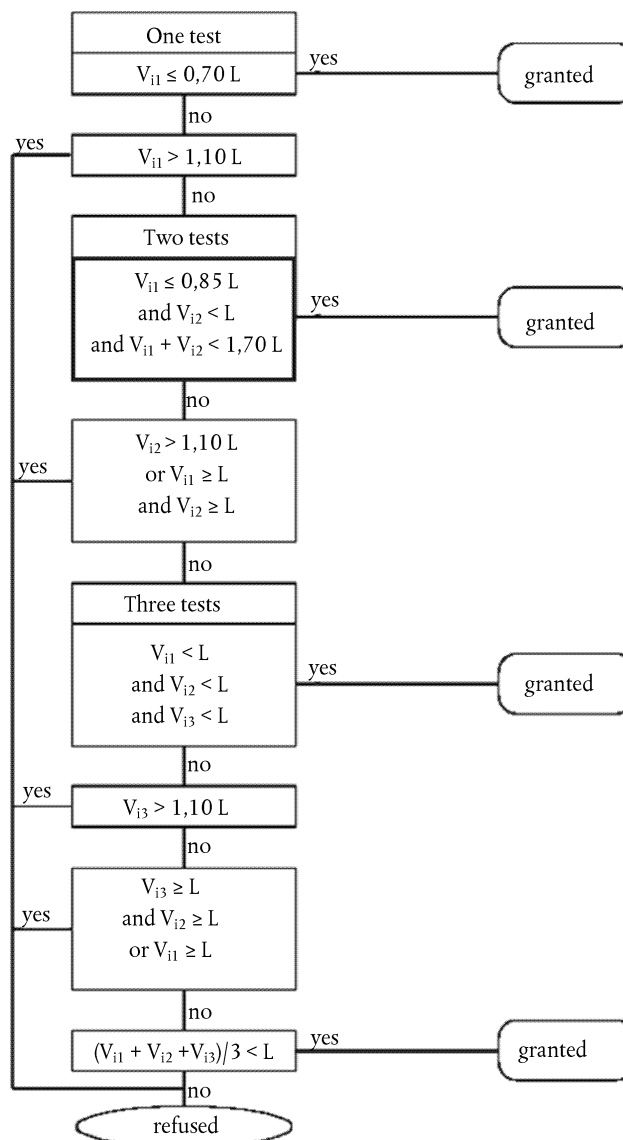 One test
V_i1 ≤ 0,70 L
yes
granted
no
yes
V_i1 > 1,10 L
no
Two tests
V_i1 ≤ 0,85 L
and V_i2 < L
and V_i1 + V_i2 < 1,70 L
yes
granted
no
yes
V_i2 > 1,10 L
or V_i1 ≥ L
and V_i2 ≥ L
no
Three tests
V_i1 < L
and V_i2 < L
and V_i3 < L
yes
granted
no
yes
V_i3 > 1,10 L
no
yes
V_i3 ≥ L
and V_i2 ≥ L
or V_i1 ≥ L
no
(V_i1 + V_i2 +V_i3)/3 < L
yes
granted
no
refused